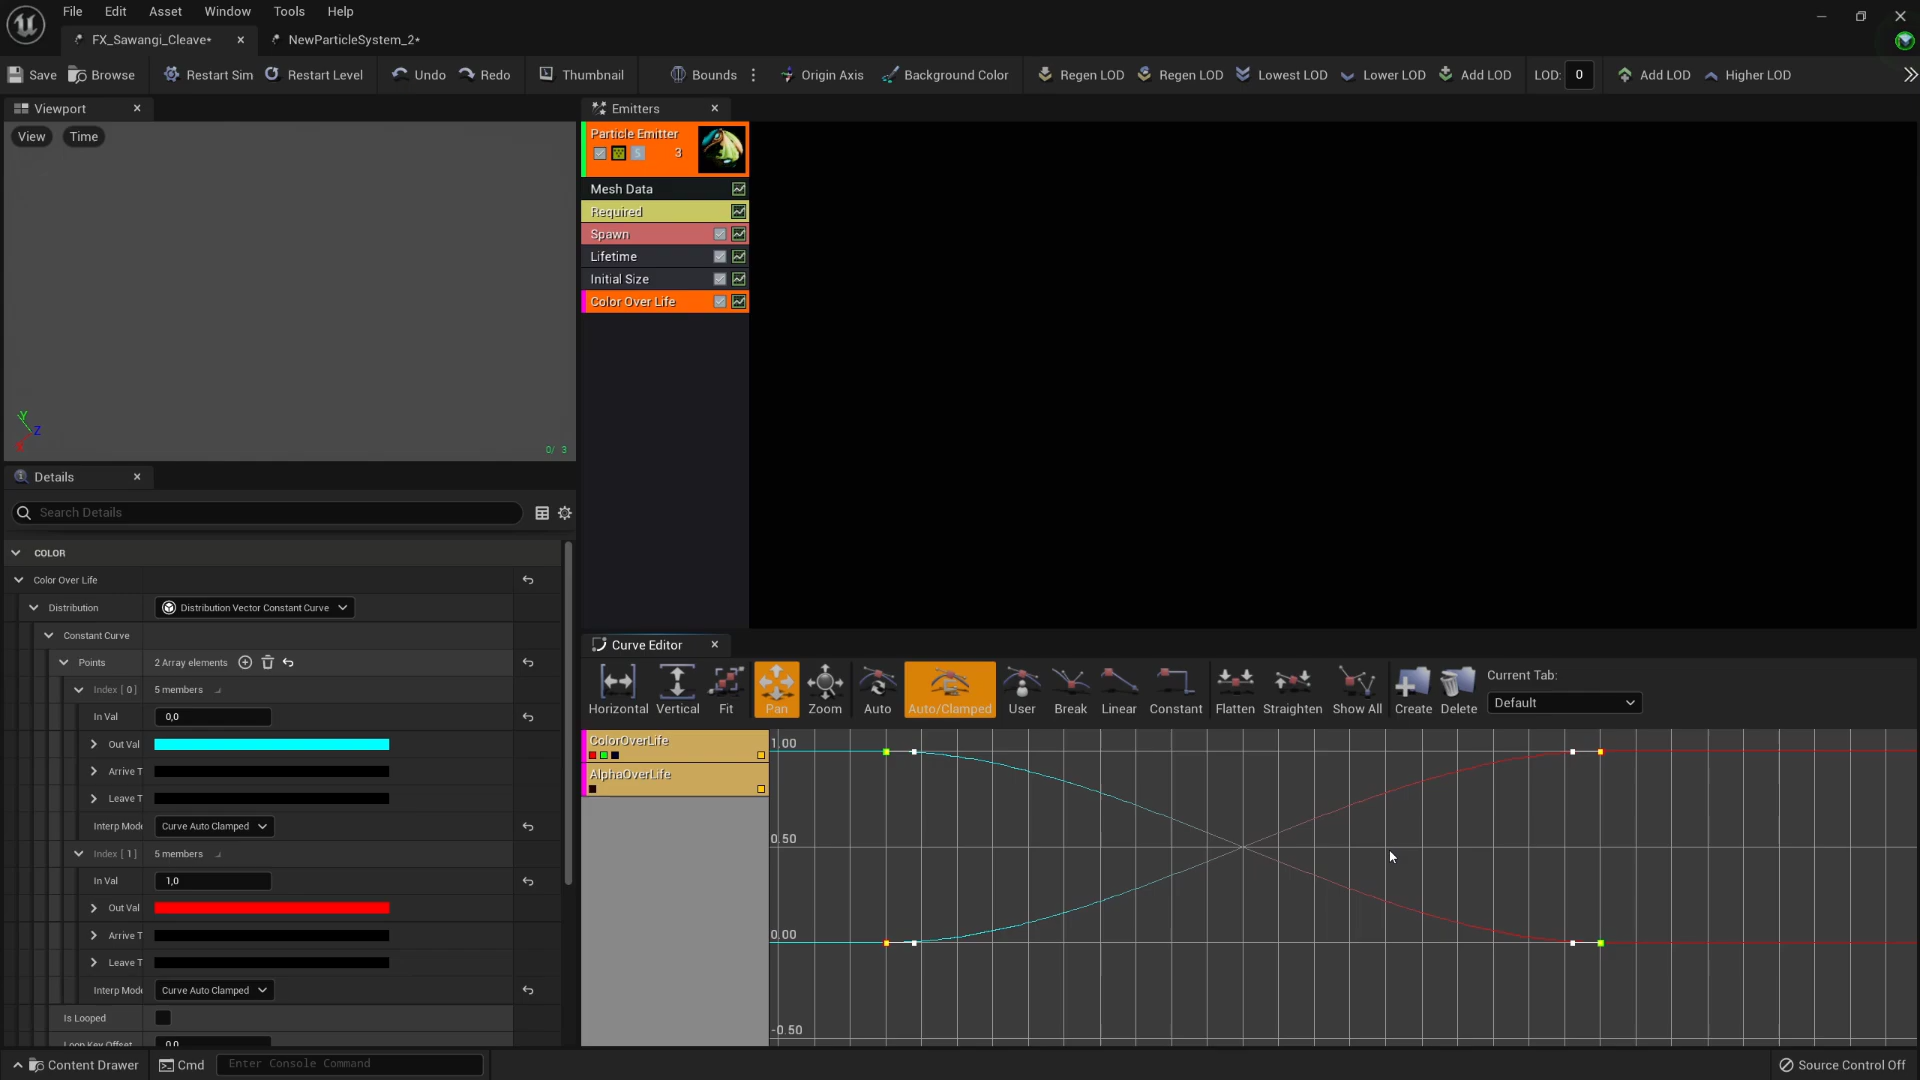 File Edit Asset Window Tools Help
FX_Sawangi_Cleave* NewParticleSystem_2*
Save Browse Restart Sim Restart Level Undo Redo Thumbnail Bounds Origin Axis Background Color Regen LOD Regen LOD Lowest LOD Lower LOD Add LOD LOD: 0 Add LOD Higher LOD
Viewport
View Time
Y
Z
X
0/ 3
Emitters
Particle Emitter
S 3
Mesh Data
Required
Spawn
Lifetime
Initial Size
Color Over Life
Details
Search Details
COLOR
Color Over Life
Distribution Distribution Vector Constant Curve
Constant Curve
Points 2 Array elements
Index [ 0 ] 5 members
In Val 0,0
Out Val
Arrive T
Leave T
Interp Mode Curve Auto Clamped
Index [ 1 ] 5 members
In Val 1,0
Out Val
Arrive T
Leave T
Interp Mode Curve Auto Clamped
Is Looped
Loop Key Offset 0,0
Curve Editor
Horizontal Vertical Fit Pan Zoom Auto Auto/Clamped User Break Linear Constant Flatten Straighten Show All Create Delete
Current Tab:
Default
ColorOverLife
AlphaOverLife
1.00
0.50
0.00
-0.50
Content Drawer Cmd Enter Console Command Source Control Off